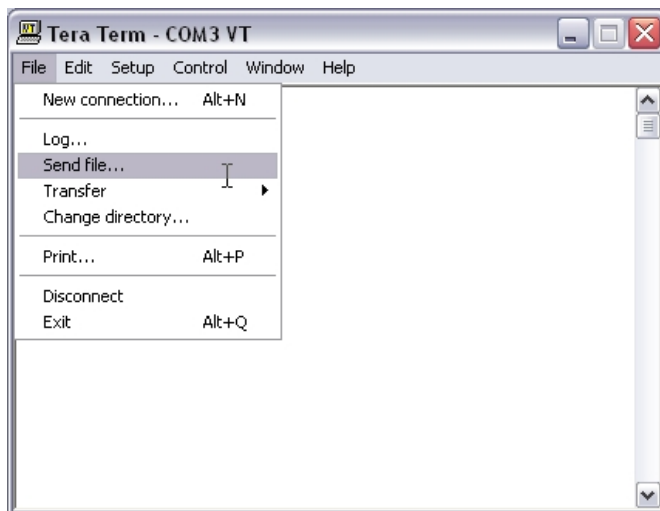 Tera Term - COM3 VT
File Edit Setup Control Window Help
New connection... Alt+N
Log...
Send file...
Transfer
Change directory...
Print... Alt+P
Disconnect
Exit Alt+Q